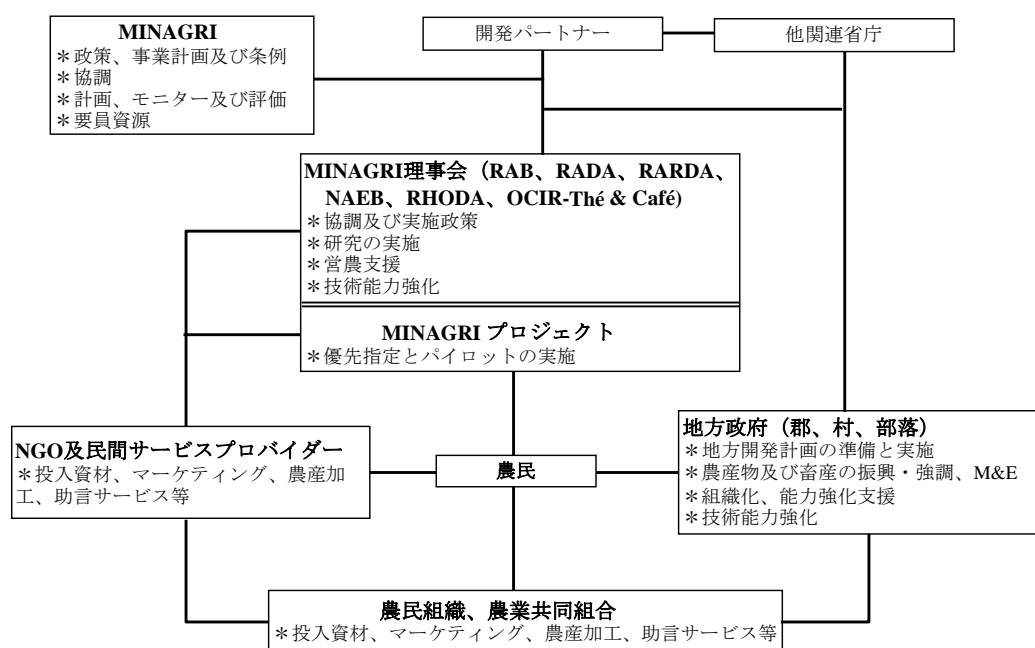 MINAGRI
＊政策、事業計画及び条例
＊協調
＊計画、モニター及び評価
＊要員資源
開発パートナー
他関連省庁
MINAGRI理事会（RAB、RADA、RARDA、
NAEB、RHODA、OCIR-Thé & Café)
＊協調及び実施政策
＊研究の実施
＊営農支援
＊技術能力強化
MINAGRI プロジェクト
＊優先指定とパイロットの実施
NGO及民間サービスプロバイダー
＊投入資材、マーケティング、農産加
工、助言サービス等
農民
地方政府（郡、村、部落）
＊地方開発計画の準備と実施
＊農産物及び畜産の振興・強調、M&E
＊組織化、能力強化支援
＊技術能力強化
農民組織、農業共同組合
＊投入資材、マーケティング、農産加工、助言サービス等